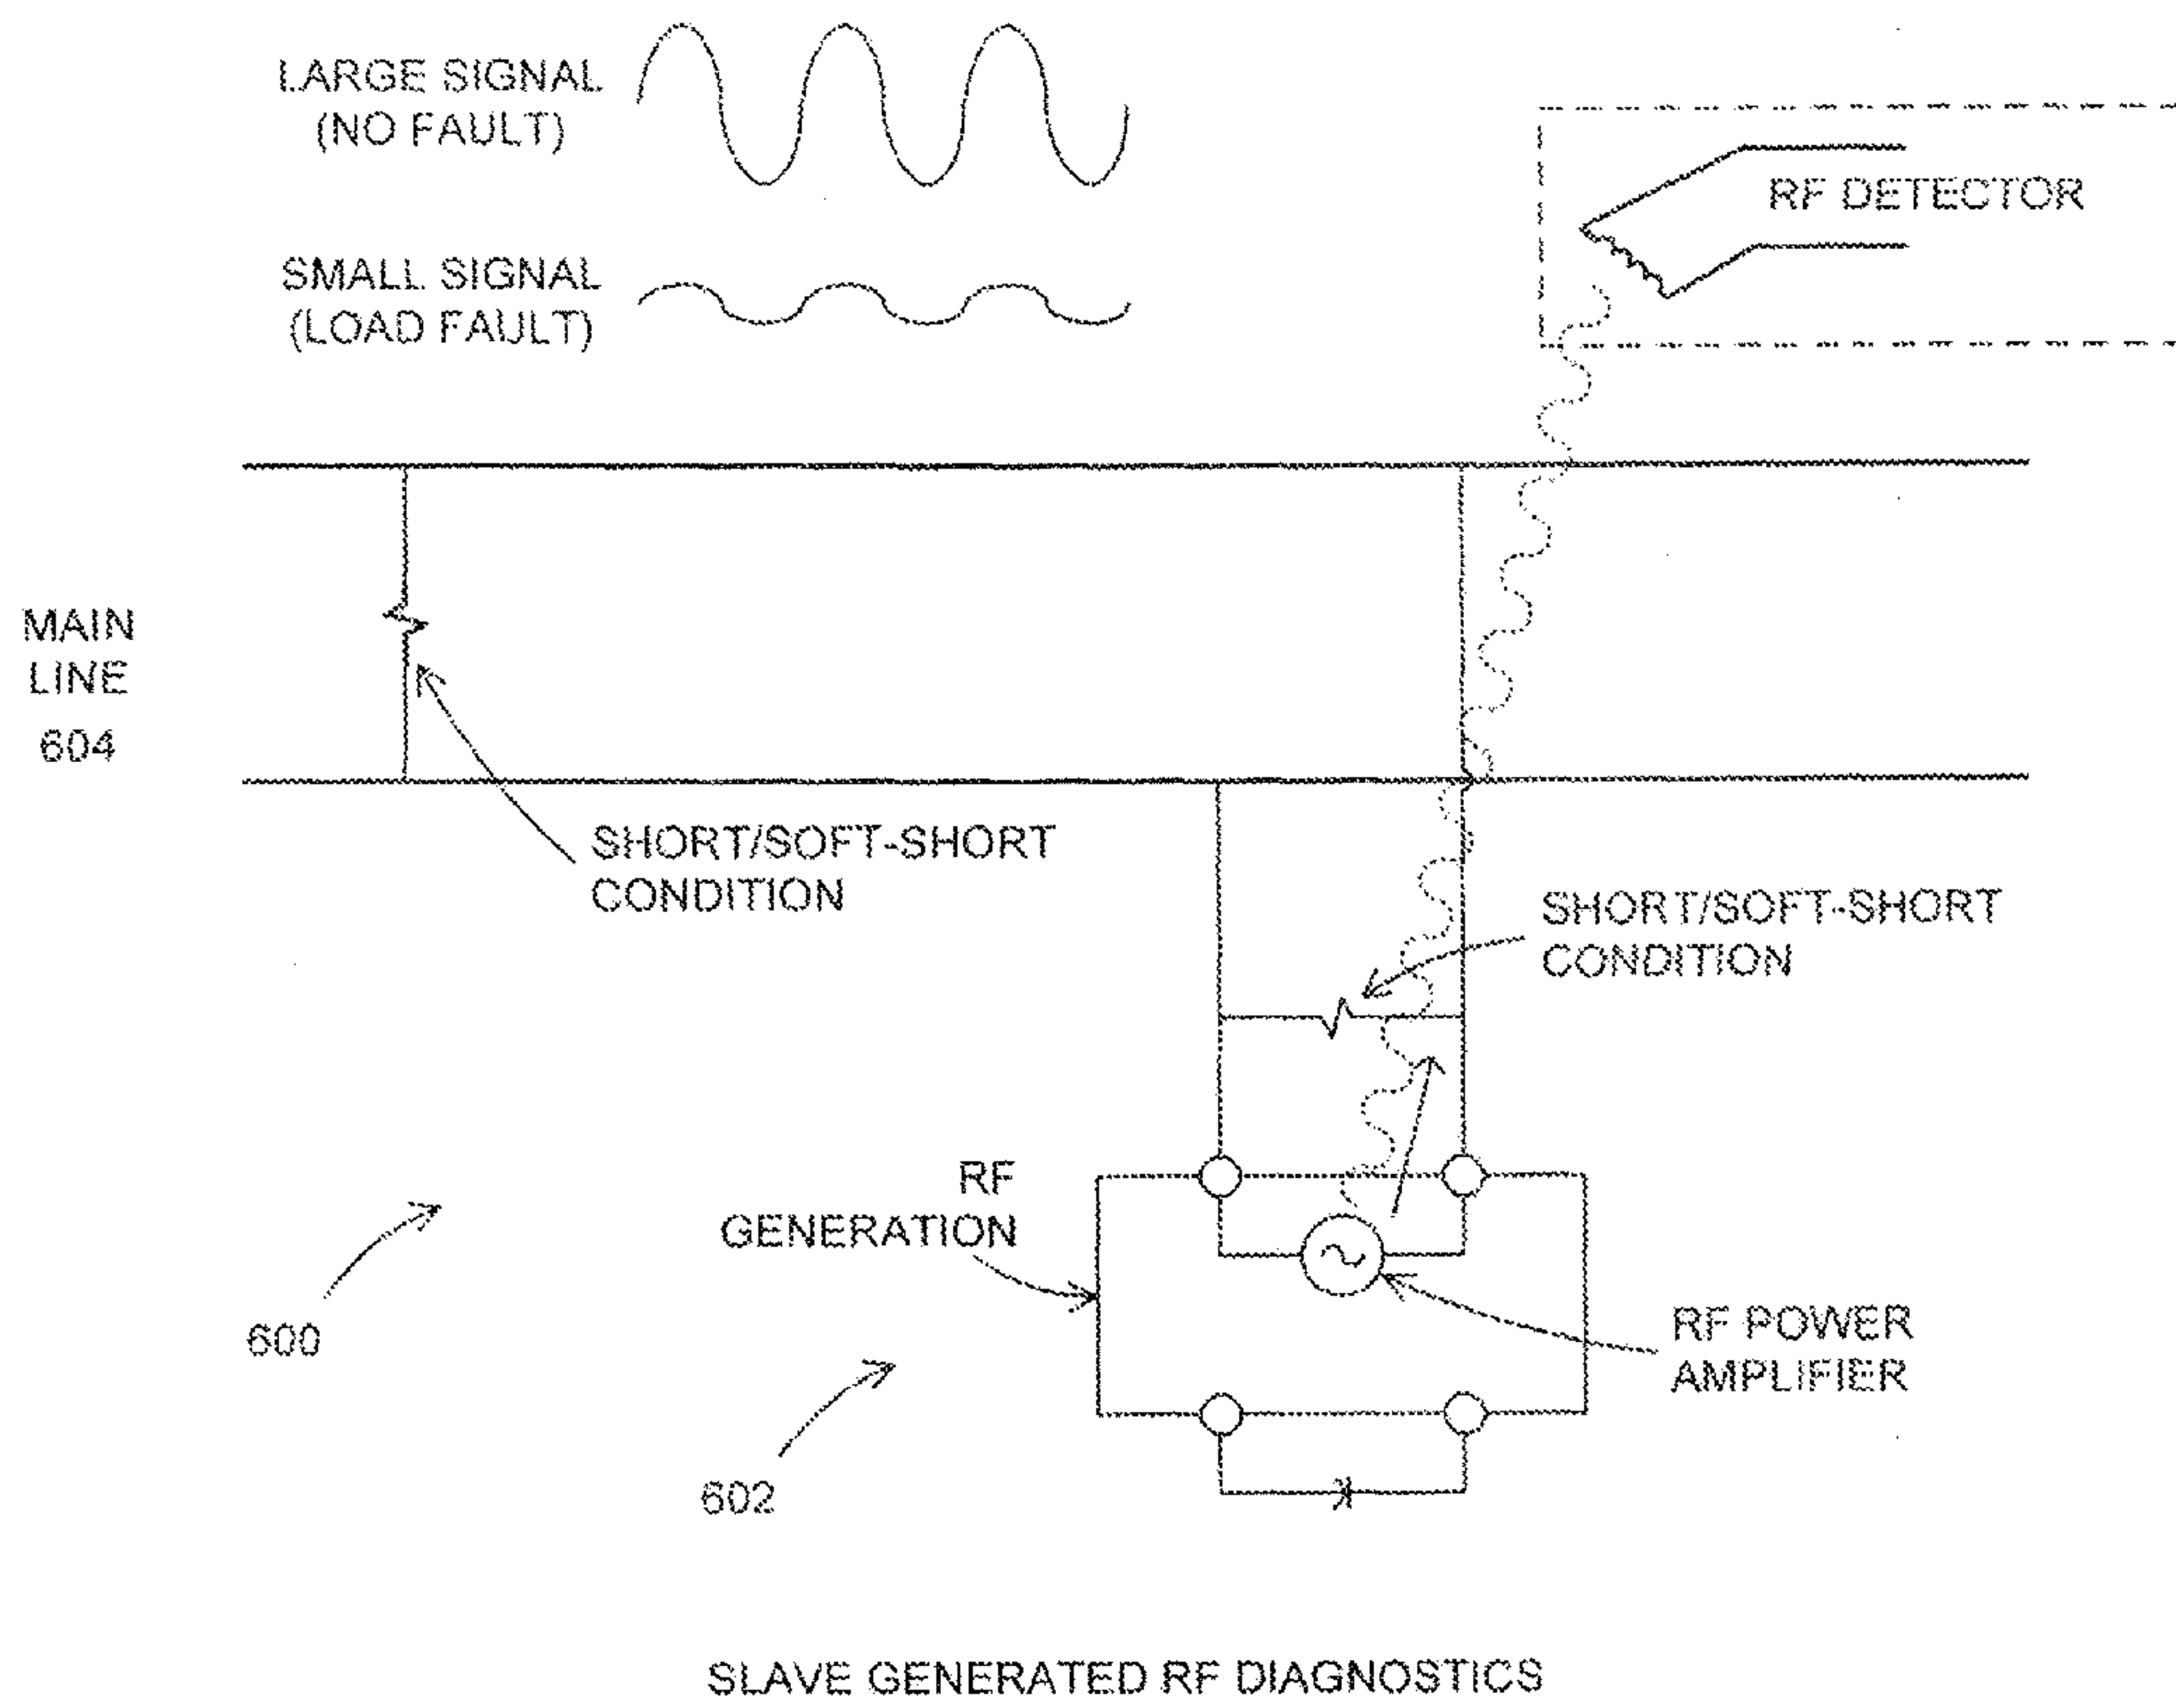 LARGE SIGNAL
(NO FAULT)
RF DETECTOR
SMALL SIGNAL
(LOAD FAULT)
MAIN
LINE
604
SHORT/SOFT-SHORT
CONDITION
SHORT/SOFT-SHORT
CONDITION
RF
GENERATION
600
RF POWER
AMPLIFIER
602
SLAVE GENERATED RF DIAGNOSTICS